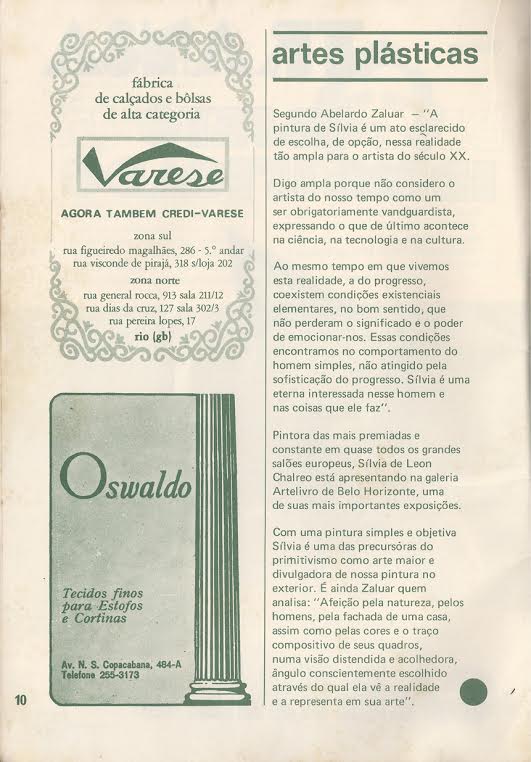 fábrica
de calçados e bôlsas
de alta categoria
Varese
AGORA TAMBEM CREDI-VARESE
zona sul
rua figueiredo magalhães, 286 - 5.º andar
rua visconde de pirajá, 318 s/loja 202
zona norte
rua general rocca, 913 sala 211/12
rua dias da cruz, 127 sala 302/3
rua pereira lopes, 17
rio (gb)
Oswaldo
Tecidos finos
para Estofos
e Cortinas
Av. N. S. Copacabana, 484-A
Telefone 255-3173
10
artes plásticas
Segundo Abelardo Zaluar – "A
pintura de Sílvia é um ato esclarecido
de escolha, de opção, nessa realidade
tão ampla para o artista do século XX.
Digo ampla porque não considero o
artista do nosso tempo como um
ser obrigatoriamente vandguardista,
expressando o que de último acontece
na ciência, na tecnologia e na cultura.
Ao mesmo tempo em que vivemos
esta realidade, a do progresso,
coexistem condições existenciais
elementares, no bom sentido, que
não perderam o significado e o poder
de emocionar-nos. Essas condições
encontramos no comportamento do
homem simples, não atingido pela
sofisticação do progresso. Sílvia é uma
eterna interessada nesse homem e
nas coisas que ele faz".
Pintora das mais premiadas e
constante em quase todos os grandes
salões europeus, Sílvia de Leon
Chalreo está apresentando na galeria
Artelivro de Belo Horizonte, uma
de suas mais importantes exposições.
Com uma pintura simples e objetiva
Sílvia é uma das precursóras do
primitivismo como arte maior e
divulgadora de nossa pintura no
exterior. É ainda Zaluar quem
analisa: "Afeição pela natureza, pelos
homens, pela fachada de uma casa,
assim como pelas cores e o traço
compositivo de seus quadros,
numa visão distendida e acolhedora,
ângulo conscientemente escolhido
através do qual ela vê a realidade
e a representa em sua arte".